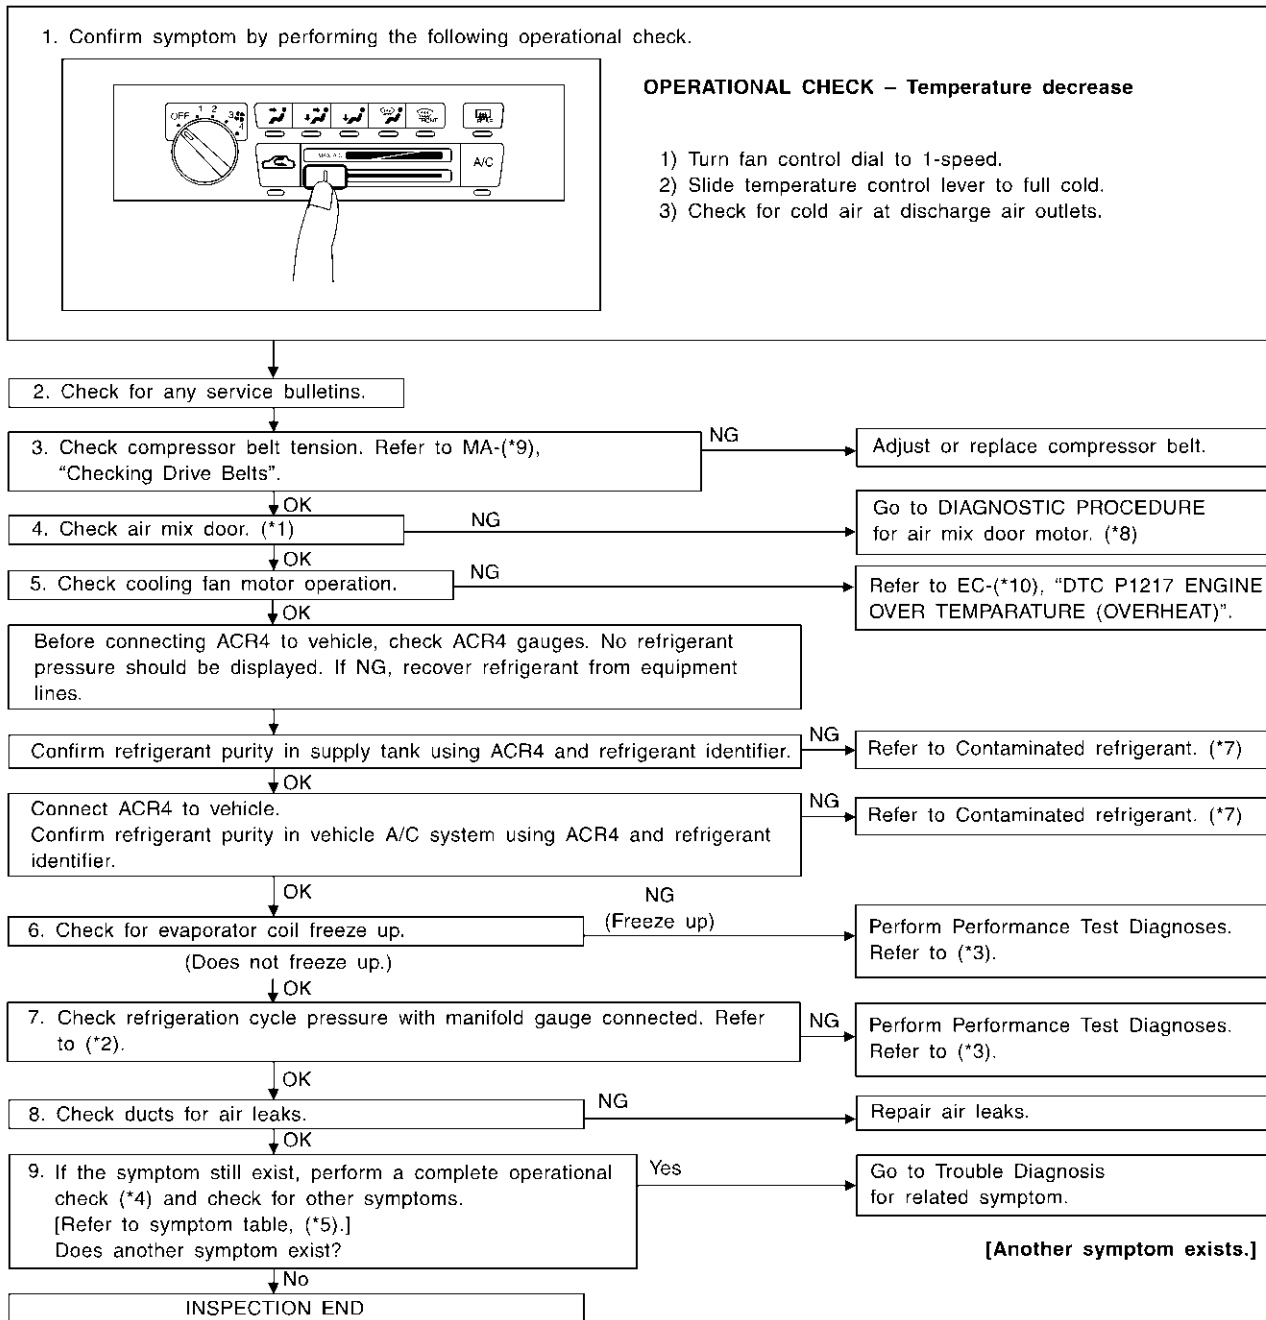 1. Confirm symptom by performing the following operational check.
OFF 1 2 3 4
A/C
OPERATIONAL CHECK – Temperature decrease
1) Turn fan control dial to 1-speed.
2) Slide temperature control lever to full cold.
3) Check for cold air at discharge air outlets.
2. Check for any service bulletins.
3. Check compressor belt tension. Refer to MA-(*9),
“Checking Drive Belts”.
NG
Adjust or replace compressor belt.
OK
4. Check air mix door. (*1)
NG
Go to DIAGNOSTIC PROCEDURE
for air mix door motor. (*8)
OK
5. Check cooling fan motor operation.
NG
Refer to EC-(*10), “DTC P1217 ENGINE
OVER TEMPARATURE (OVERHEAT)”.
OK
Before connecting ACR4 to vehicle, check ACR4 gauges. No refrigerant
pressure should be displayed. If NG, recover refrigerant from equipment
lines.
Confirm refrigerant purity in supply tank using ACR4 and refrigerant identifier.
NG
Refer to Contaminated refrigerant. (*7)
OK
Connect ACR4 to vehicle.
Confirm refrigerant purity in vehicle A/C system using ACR4 and refrigerant
identifier.
NG
Refer to Contaminated refrigerant. (*7)
OK
6. Check for evaporator coil freeze up.
NG
(Freeze up)
Perform Performance Test Diagnoses.
Refer to (*3).
(Does not freeze up.)
OK
7. Check refrigeration cycle pressure with manifold gauge connected. Refer
to (*2).
NG
Perform Performance Test Diagnoses.
Refer to (*3).
OK
8. Check ducts for air leaks.
NG
Repair air leaks.
OK
9. If the symptom still exist, perform a complete operational
check (*4) and check for other symptoms.
[Refer to symptom table, (*5).]
Does another symptom exist?
Yes
Go to Trouble Diagnosis
for related symptom.
[Another symptom exists.]
No
INSPECTION END